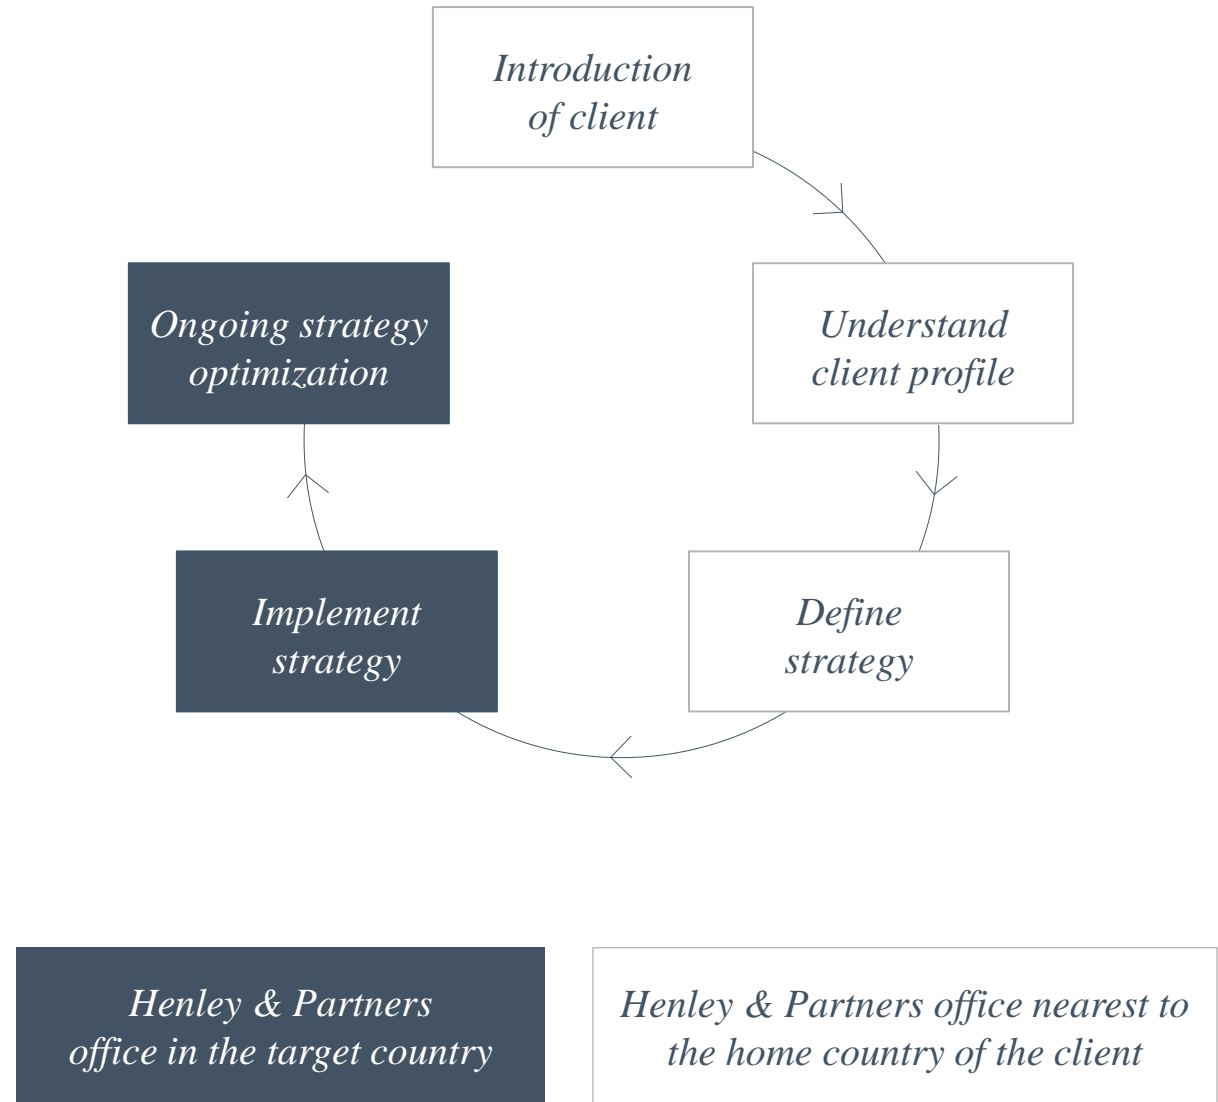 Introduction
of client
Ongoing strategy
optimization
Understand
client profile
Implement
strategy
Define
strategy
Henley & Partners
office in the target country
Henley & Partners office nearest to
the home country of the client